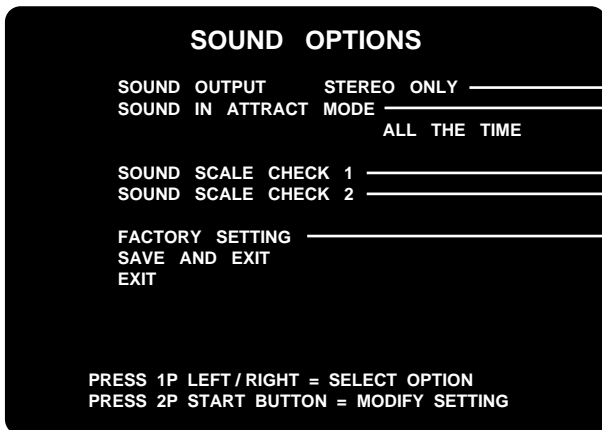 SOUND OPTIONS
SOUND OUTPUT STEREO ONLY
SOUND IN ATTRACT MODE
ALL THE TIME
SOUND SCALE CHECK 1
SOUND SCALE CHECK 2
FACTORY SETTING
SAVE AND EXIT
EXIT
PRESS 1P LEFT / RIGHT = SELECT OPTION
PRESS 2P START BUTTON = MODIFY SETTING